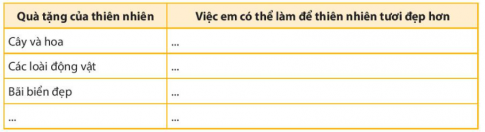 Quà tặng của thiên nhiên Việc em có thể làm để thiên nhiên tươi đẹp hơn
Cây và hoa ...
Các loài động vật ...
Bãi biển đẹp ...
... ...